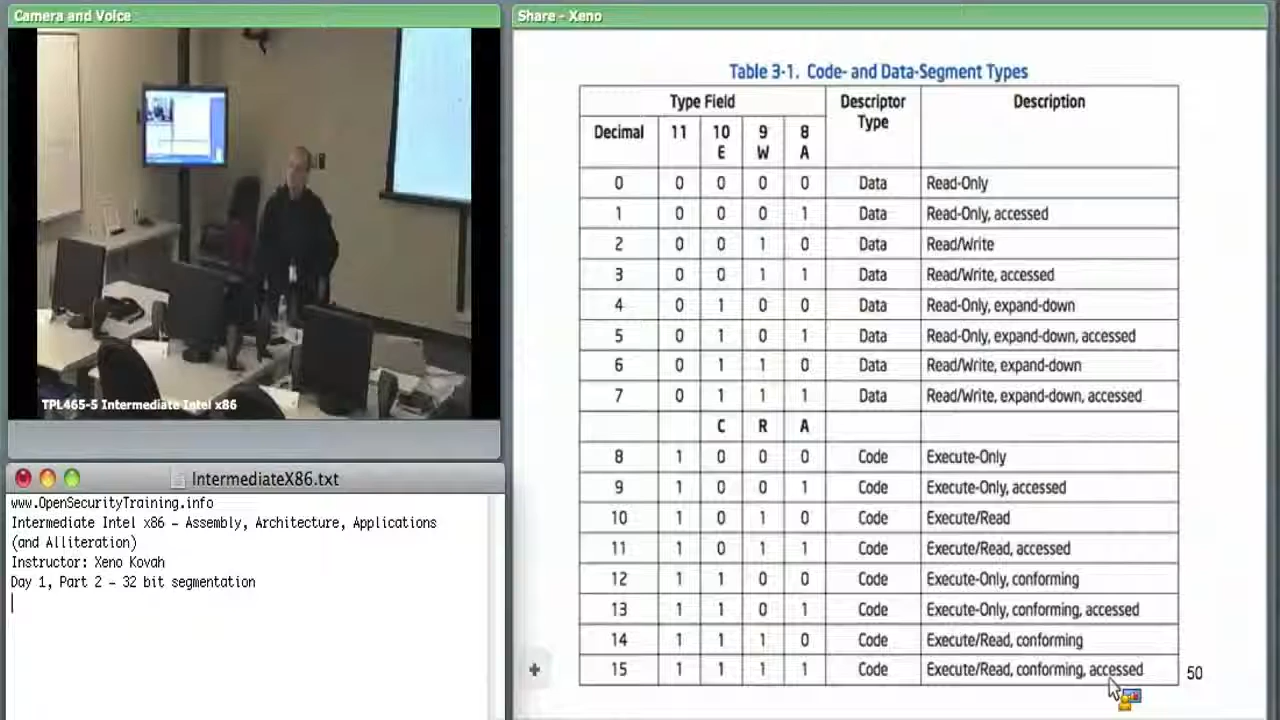 Camera and Voice
TPL465-5 Intermediate Intel x86
IntermediateX86.txt
www.OpenSecurityTraining.info
Intermediate Intel x86 – Assembly, Architecture, Applications
(and Alliteration)
Instructor: Xeno Kovah
Day 1, Part 2 – 32 bit segmentation
Share - Xeno
Table 3-1. Code- and Data-Segment Types
Type Field Descriptor Type Description
Decimal 11 10 E 9 W 8 A
0 0 0 0 0 Data Read-Only
1 0 0 0 1 Data Read-Only, accessed
2 0 0 1 0 Data Read/Write
3 0 0 1 1 Data Read/Write, accessed
4 0 1 0 0 Data Read-Only, expand-down
5 0 1 0 1 Data Read-Only, expand-down, accessed
6 0 1 1 0 Data Read/Write, expand-down
7 0 1 1 1 Data Read/Write, expand-down, accessed
C R A
8 1 0 0 0 Code Execute-Only
9 1 0 0 1 Code Execute-Only, accessed
10 1 0 1 0 Code Execute/Read
11 1 0 1 1 Code Execute/Read, accessed
12 1 1 0 0 Code Execute-Only, conforming
13 1 1 0 1 Code Execute-Only, conforming, accessed
14 1 1 1 0 Code Execute/Read, conforming
15 1 1 1 1 Code Execute/Read, conforming, accessed
50